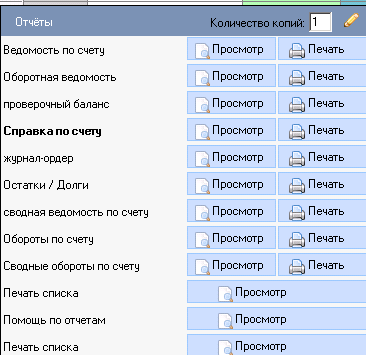 Отчёты Количество копий: 1
Ведомость по счету Просмотр Печать
Оборотная ведомость Просмотр Печать
проверочный баланс Просмотр Печать
Справка по счету Просмотр Печать
журнал-ордер Просмотр Печать
Остатки / Долги Просмотр Печать
сводная ведомость по счету Просмотр Печать
Обороты по счету Просмотр Печать
Сводные обороты по счету Просмотр Печать
Печать списка Просмотр
Помощь по отчетам Просмотр
Печать списка Просмотр